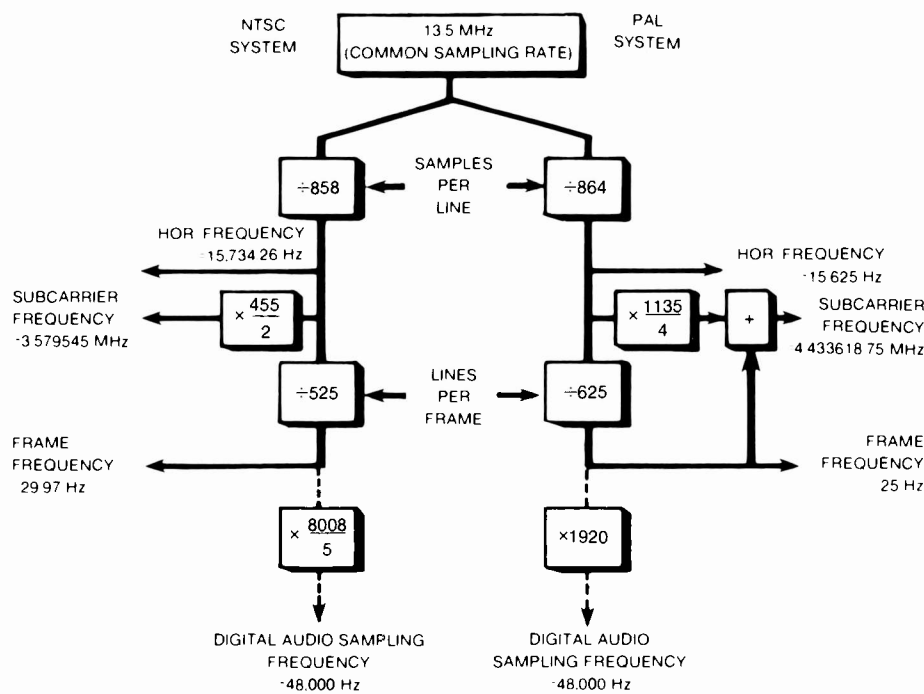 NTSC
SYSTEM
13.5 MHz
(COMMON SAMPLING RATE)
PAL
SYSTEM
÷858
SAMPLES
PER
LINE
÷864
HOR FREQUENCY
15,734 26 Hz
HOR FREQUENCY
15 625 Hz
SUBCARRIER
FREQUENCY
3 579545 MHz
× 455
2
× 1135
4
+
SUBCARRIER
FREQUENCY
4 433618 75 MHz
÷525
LINES
PER
FRAME
÷625
FRAME
FREQUENCY
29 97 Hz
FRAME
FREQUENCY
25 Hz
× 8008
5
×1920
DIGITAL AUDIO SAMPLING
FREQUENCY
48.000 Hz
DIGITAL AUDIO
SAMPLING FREQUENCY
48.000 Hz